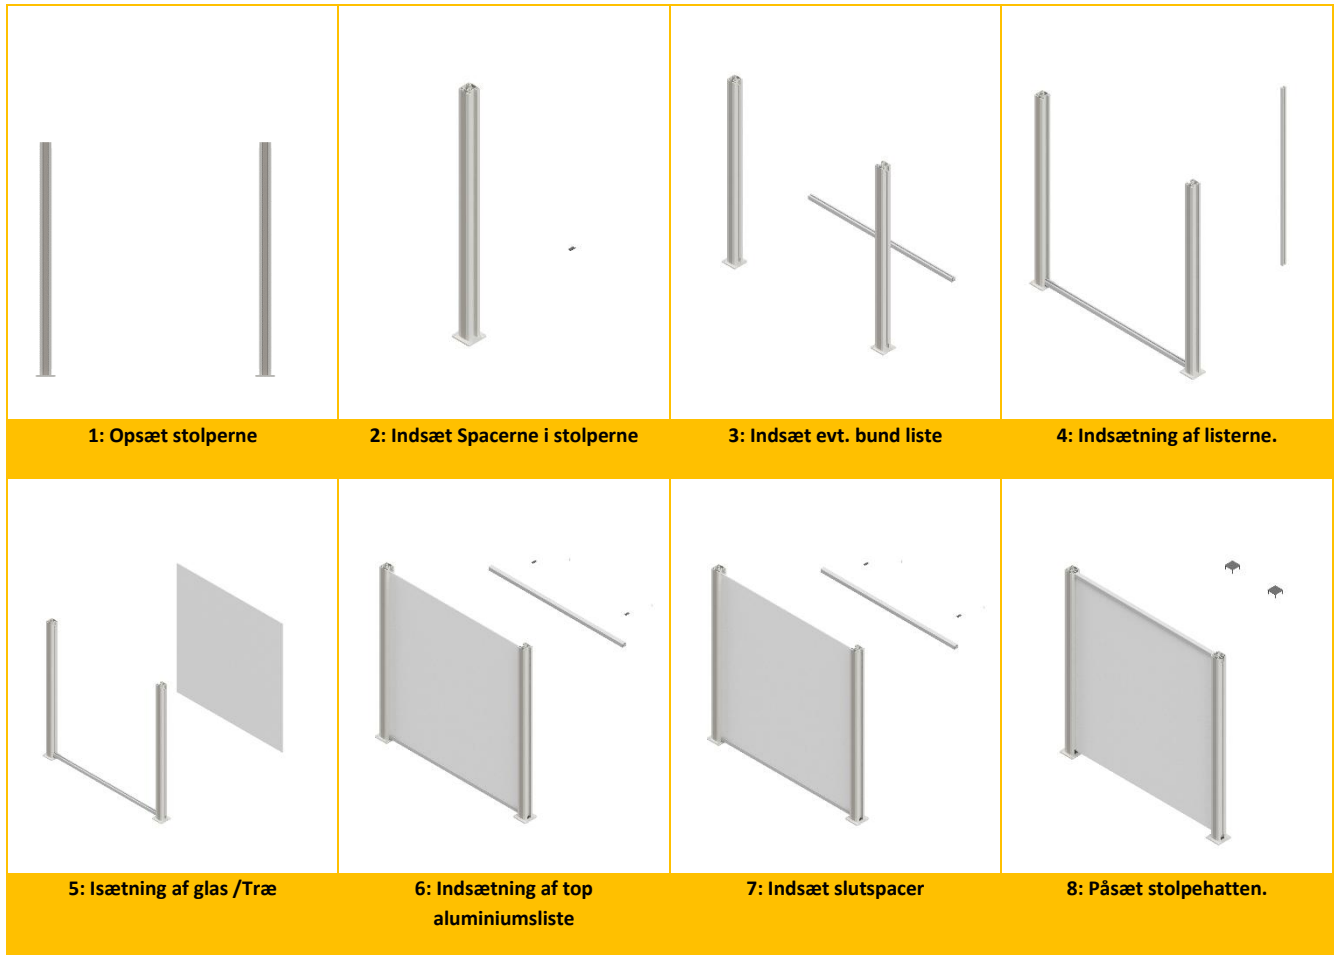 1: Opsæt stolperne
2: Indsæt Spacerne i stolperne
3: Indsæt evt. bund liste
4: Indsætning af listerne.
5: Isætning af glas /Træ
6: Indsætning af top
aluminiumsliste
7: Indsæt slutspacer
8: Påsæt stolpehatten.